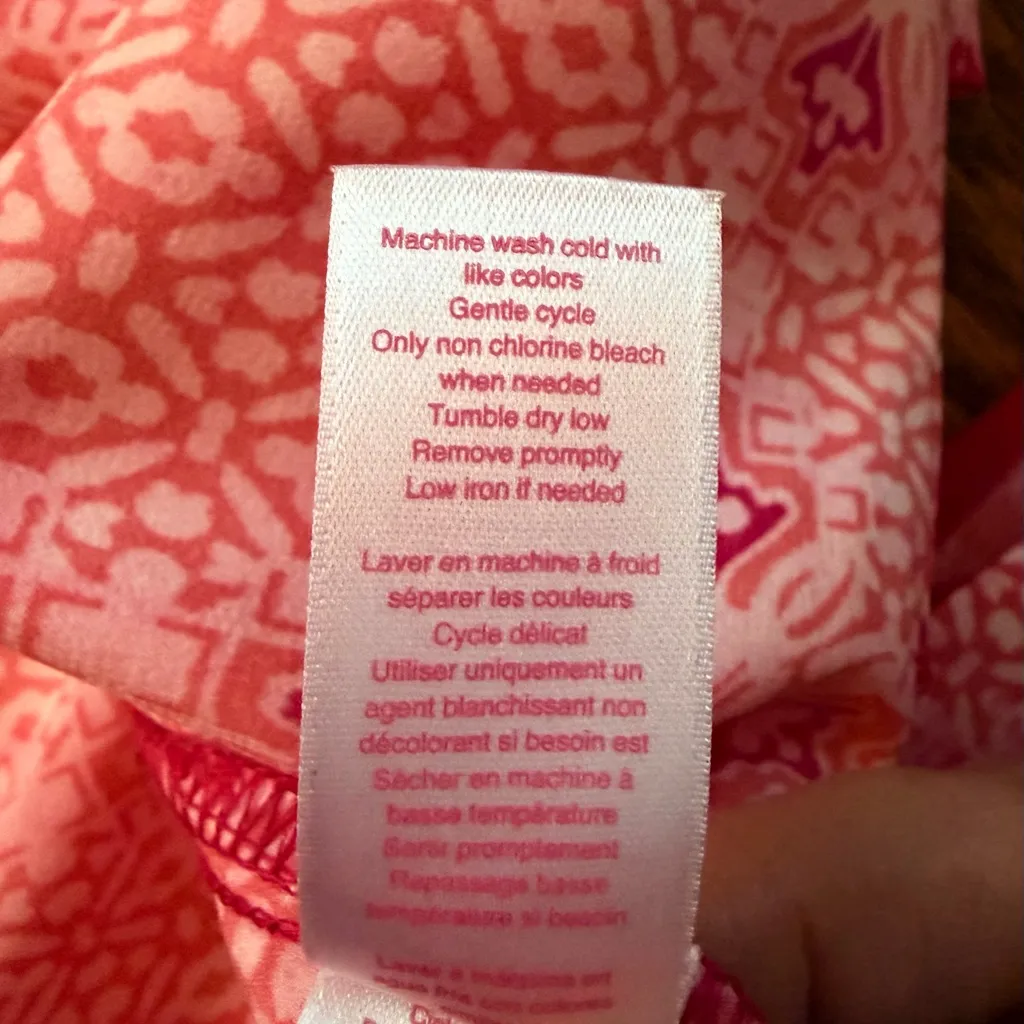 Machine wash cold with
like colors
Gentle cycle
Only non chlorine bleach
when needed
Tumble dry low
Remove promptly
Low iron if needed
Laver en machine à froid
séparer les couleurs
Cycle délicat
Utiliser uniquement un
agent blanchissant non
décolorant si besoin est
Sécher en machine à
basse température
promptement
Repassage basse
température si besoin